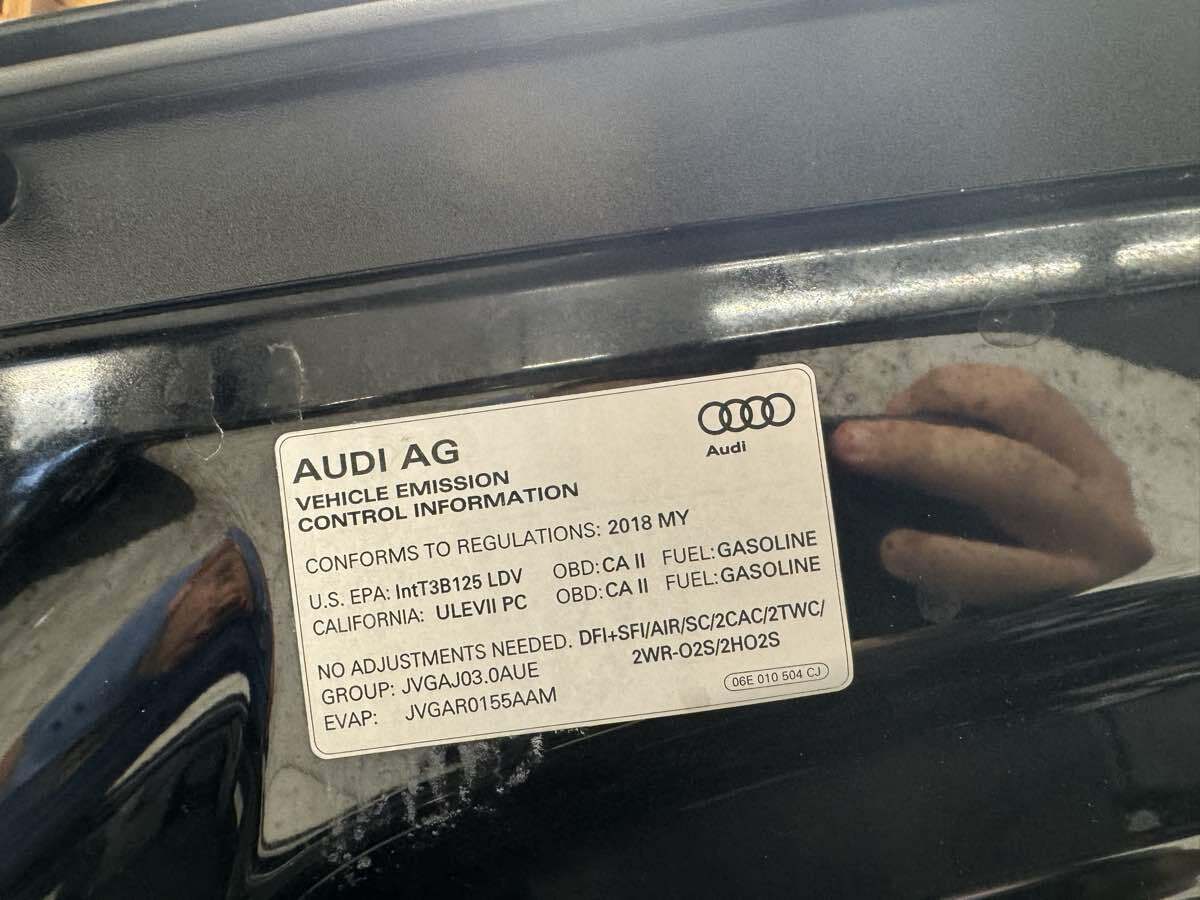 AUDI AG
Audi
VEHICLE EMISSION
CONTROL INFORMATION
CONFORMS TO REGULATIONS: 2018 MY
U.S. EPA: IntT3B125 LDV OBD: CA II FUEL: GASOLINE
CALIFORNIA: ULEVII PC OBD: CA II FUEL: GASOLINE
NO ADJUSTMENTS NEEDED. DFI+SFI/AIR/SC/2CAC/2TWC/
2WR-O2S/2HO2S
GROUP: JVGAJ03.0AUE
EVAP: JVGAR0155AAM
06E 010 504 CJ